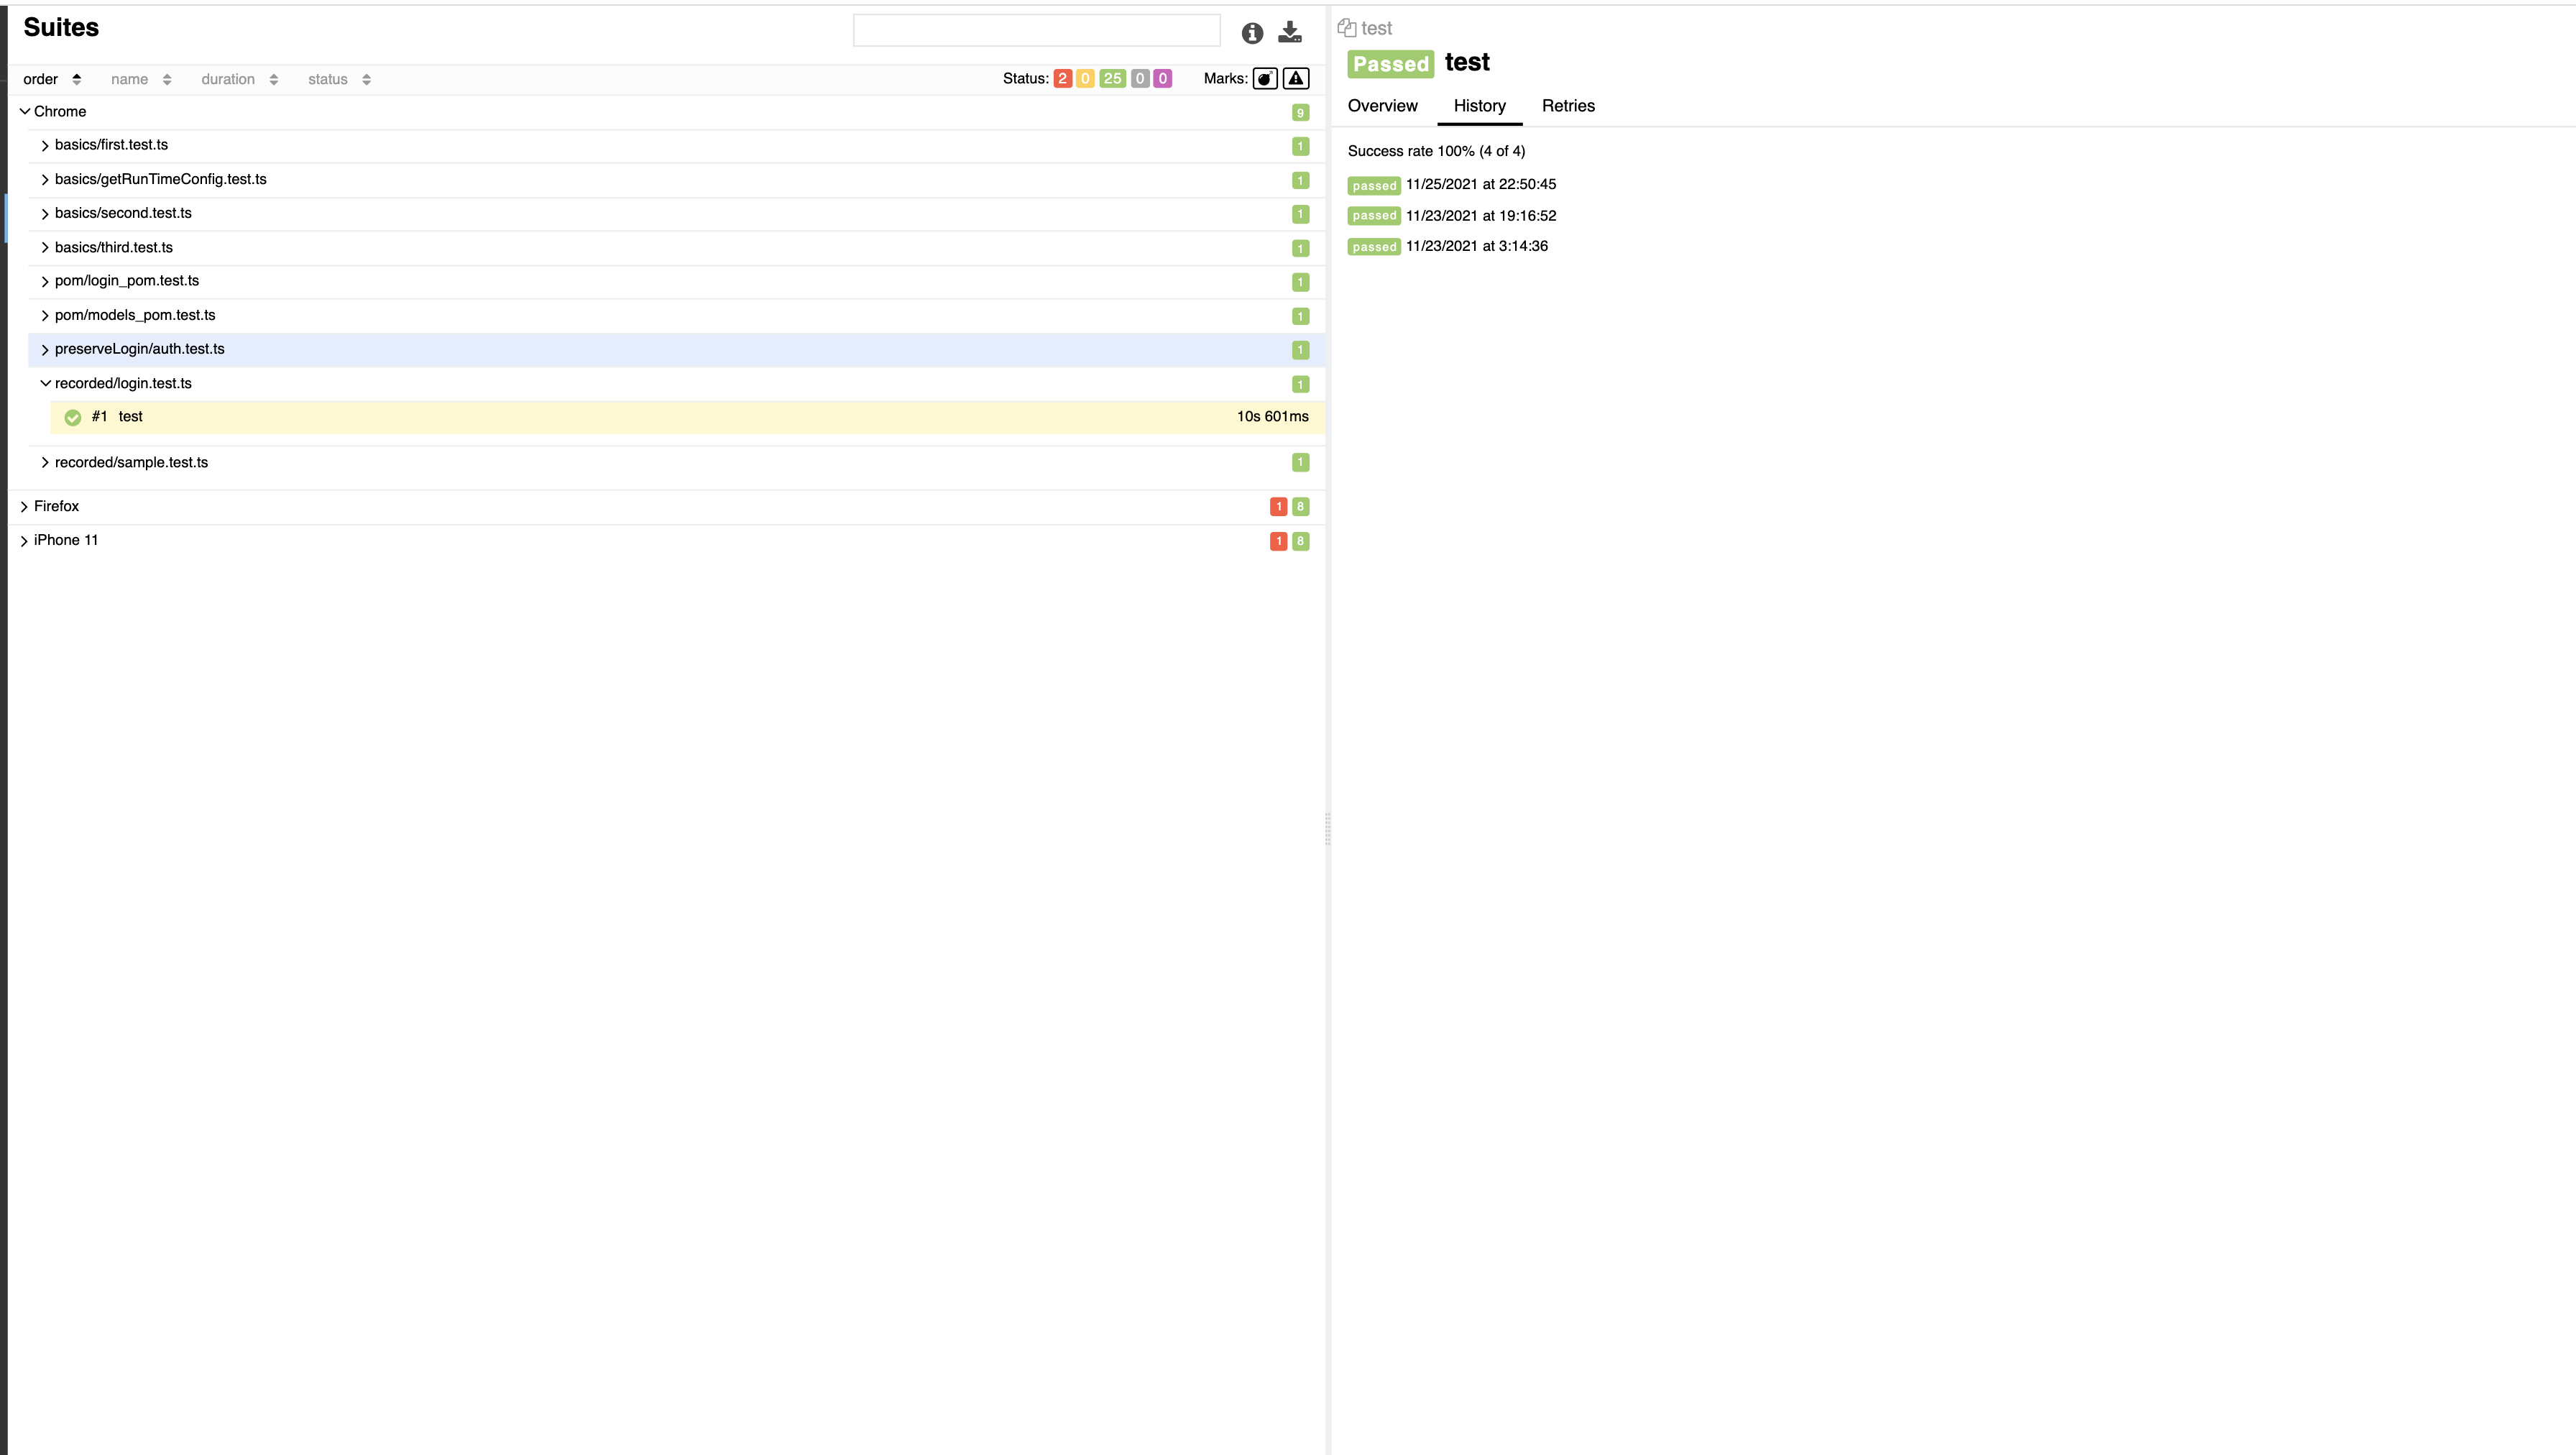 Suites
order name duration status Status: 2 0 25 0 0 Marks:
Chrome 9
basics/first.test.ts 1
basics/getRunTimeConfig.test.ts 1
basics/second.test.ts 1
basics/third.test.ts 1
pom/login_pom.test.ts 1
pom/models_pom.test.ts 1
preserveLogin/auth.test.ts 1
recorded/login.test.ts 1
#1 test 10s 601ms
recorded/sample.test.ts 1
Firefox 1 8
iPhone 11 1 8
test
Passed test
Overview History Retries
Success rate 100% (4 of 4)
passed 11/25/2021 at 22:50:45
passed 11/23/2021 at 19:16:52
passed 11/23/2021 at 3:14:36